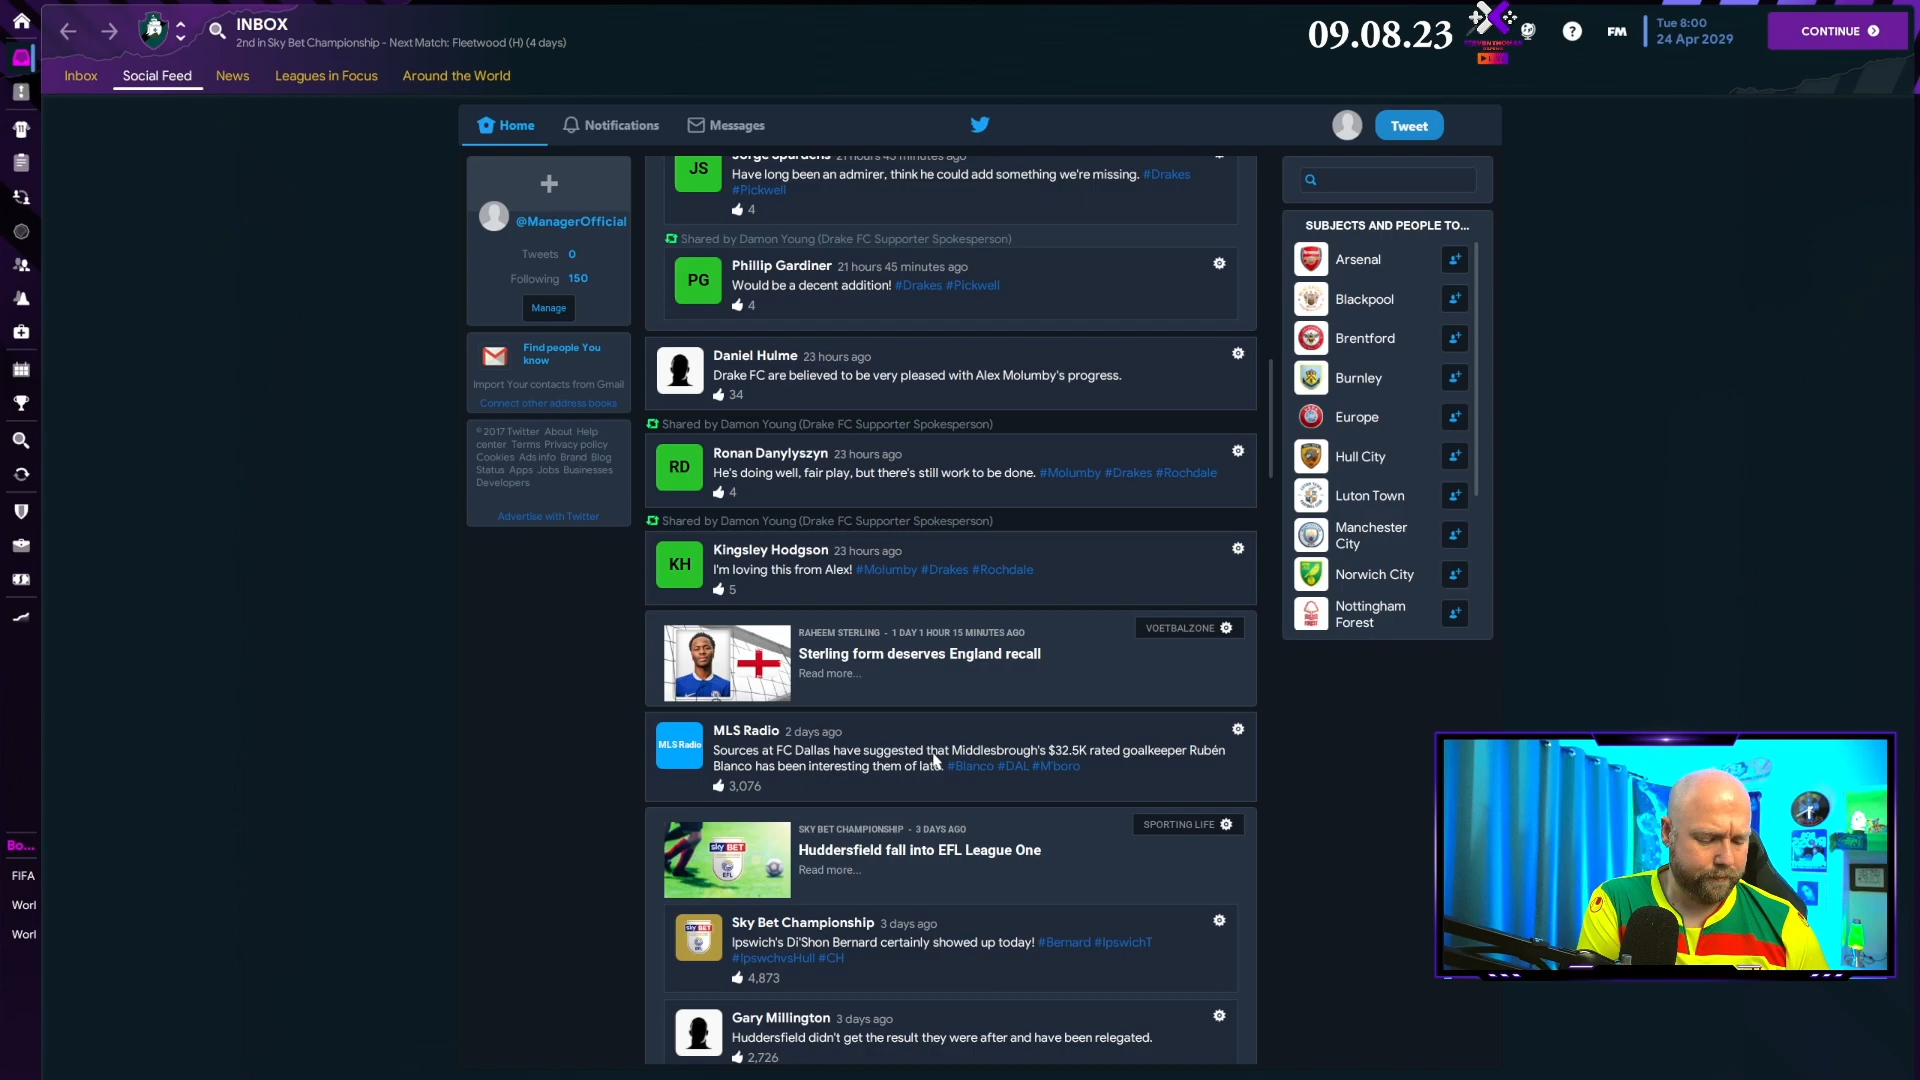 INBOX
2nd in Sky Bet Championship - Next Match: Fleetwood (H) (4 days)
09.08.23
FM
Tue 8:00
24 Apr 2029
CONTINUE
Inbox
Social Feed
News
Leagues in Focus
Around the World
Home
Notifications
Messages
Tweet
@ManagerOfficial
Tweets 0
Following 150
Manage
Find people You
know
Import Your contacts from Gmail
Connect other address books
©2017 Twitter About Help
center Terms Privacy policy
Cookies Ads info Brand Blog
Status Apps Jobs Businesses
Developers
Advertise with Twitter
JS
21 hours 45 minutes ago
Have long been an admirer, think he could add something we're missing. #Drakes
#Pickwell
4
Shared by Damon Young (Drake FC Supporter Spokesperson)
PG
Phillip Gardiner 21 hours 45 minutes ago
Would be a decent addition! #Drakes #Pickwell
4
Daniel Hulme 23 hours ago
Drake FC are believed to be very pleased with Alex Molumby's progress.
34
Shared by Damon Young (Drake FC Supporter Spokesperson)
RD
Ronan Danylyszyn 23 hours ago
He's doing well, fair play, but there's still work to be done. #Molumby #Drakes #Rochdale
4
Shared by Damon Young (Drake FC Supporter Spokesperson)
KH
Kingsley Hodgson 23 hours ago
I'm loving this from Alex! #Molumby #Drakes #Rochdale
5
RAHEEM STERLING - 1 DAY 1 HOUR 15 MINUTES AGO
VOETBALZONE
Sterling form deserves England recall
Read more...
MLS Radio
MLS Radio 2 days ago
Sources at FC Dallas have suggested that Middlesbrough's $32.5K rated goalkeeper Rubén
Blanco has been interesting them of late. #Blanco #DAL #M'boro
3,076
SKY BET CHAMPIONSHIP - 3 DAYS AGO
SPORTING LIFE
sky BET
EFL
Huddersfield fall into EFL League One
Read more...
sky BET
Sky Bet Championship 3 days ago
Ipswich's Di'Shon Bernard certainly showed up today! #Bernard #IpswichT
#IpswchvsHull #CH
4,873
Gary Millington 3 days ago
Huddersfield didn't get the result they were after and have been relegated.
2,726
SUBJECTS AND PEOPLE TO...
Arsenal
Blackpool
Brentford
Burnley
Europe
Hull City
Luton Town
Manchester
City
Norwich City
Nottingham
Forest
Bo...
FIFA
Worl
Worl